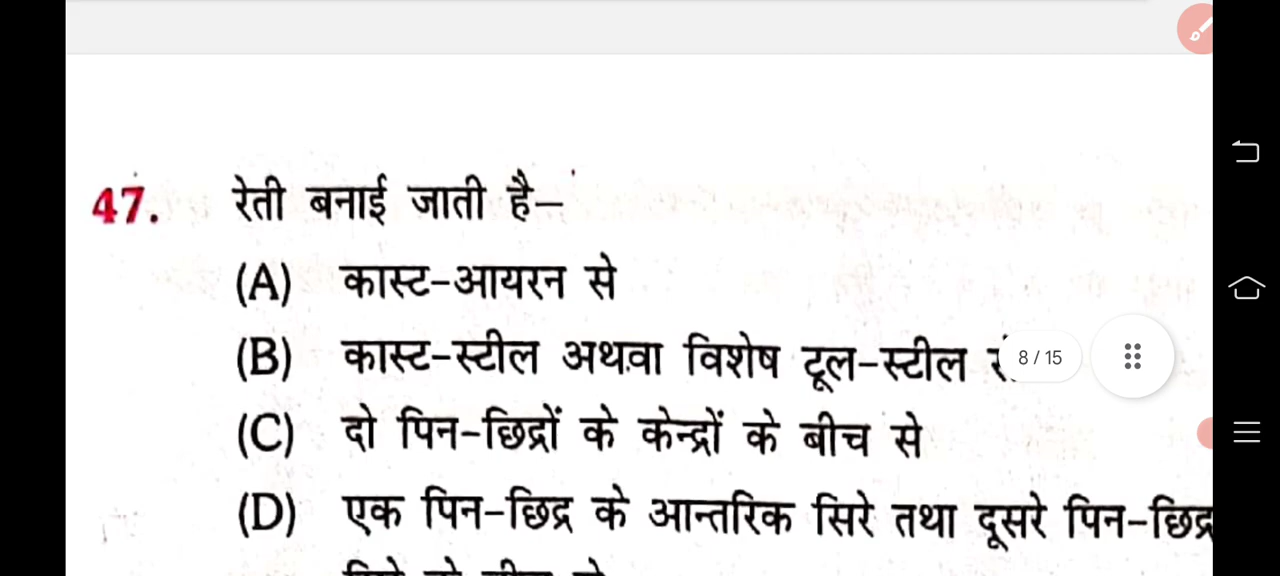 47. रेती बनाई जाती है–
(A) कास्ट-आयरन से
(B) कास्ट-स्टील अथवा विशेष टूल-स्टील
8 / 15
(C) दो पिन-छिद्रों के केन्द्रों के बीच से
(D) एक पिन-छिद्र के आन्तरिक सिरे तथा दूसरे पिन-छिद्र